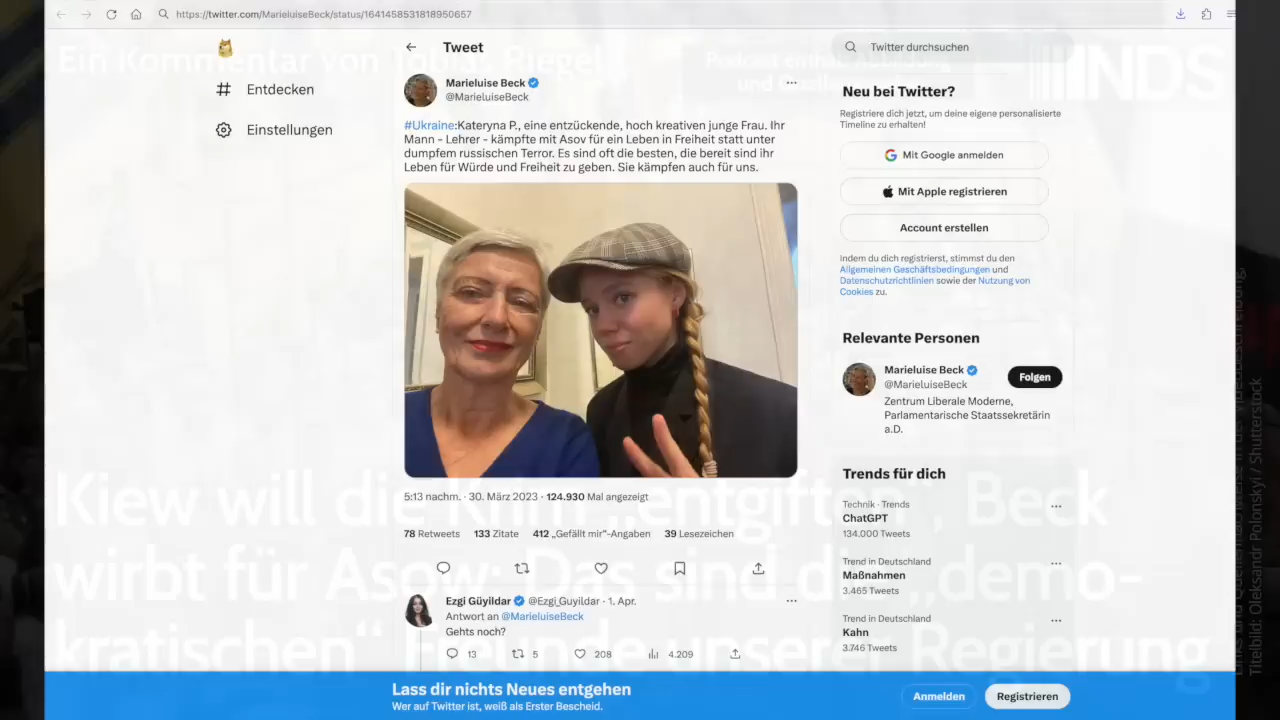 https://twitter.com/MarieluiseBeck/status/1641458531818950657
Ein Kommentar von Tobias Riegel
NDS
Entdecken
Einstellungen
Tweet
Marieluise Beck
@MarieluiseBeck
#Ukraine:Kateryna P., eine entzückende, hoch kreativen junge Frau. Ihr
Mann - Lehrer - kämpfte mit Asov für ein Leben in Freiheit statt unter
dumpfem russischen Terror. Es sind oft die besten, die bereit sind ihr
Leben für Würde und Freiheit zu geben. Sie kämpfen auch für uns.
5:13 nachm. · 30. März 2023 · 124.930 Mal angezeigt
78 Retweets 133 Zitate 412 „Gefällt mir"-Angaben 39 Lesezeichen
Ezgi Güyildar @Ezgi_Guyildar · 1. Apr.
Antwort an @MarieluiseBeck
Gehts noch?
13 5 208 4.209
Twitter durchsuchen
Neu bei Twitter?
Registriere dich jetzt, um deine eigene personalisierte
Timeline zu erhalten!
Mit Google anmelden
Mit Apple registrieren
Account erstellen
Indem du dich registrierst, stimmst du den
Allgemeinen Geschäftsbedingungen und
Datenschutzrichtlinien sowie der Nutzung von
Cookies zu.
Relevante Personen
Marieluise Beck
@MarieluiseBeck
Folgen
Zentrum Liberale Moderne,
Parlamentarische Staatssekretärin
a.D.
Trends für dich
Technik · Trends
ChatGPT
134.000 Tweets
Trend in Deutschland
Maßnahmen
3.465 Tweets
Trend in Deutschland
Kahn
3.746 Tweets
Lass dir nichts Neues entgehen
Wer auf Twitter ist, weiß als Erster Bescheid.
Anmelden
Registrieren
Titelbild: Oleksandr Polonskyi / Shutterstock